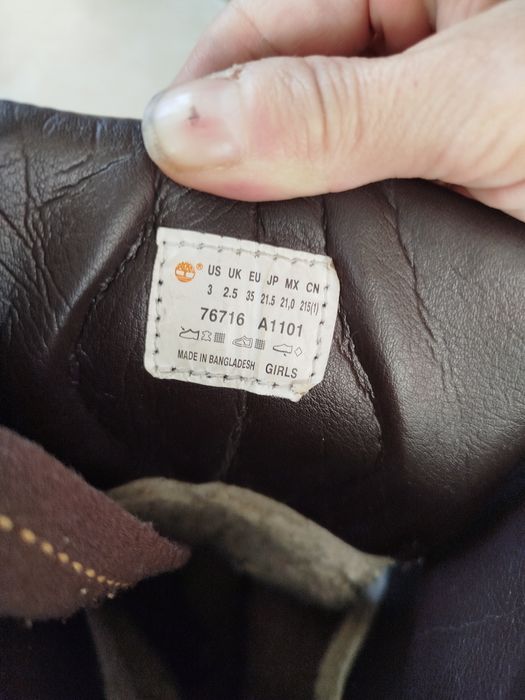 ® US UK EU JP MX CN
3 2.5 35 21.5 21,0 215(1)
76716 A1101
MADE IN BANGLADESH GIRLS